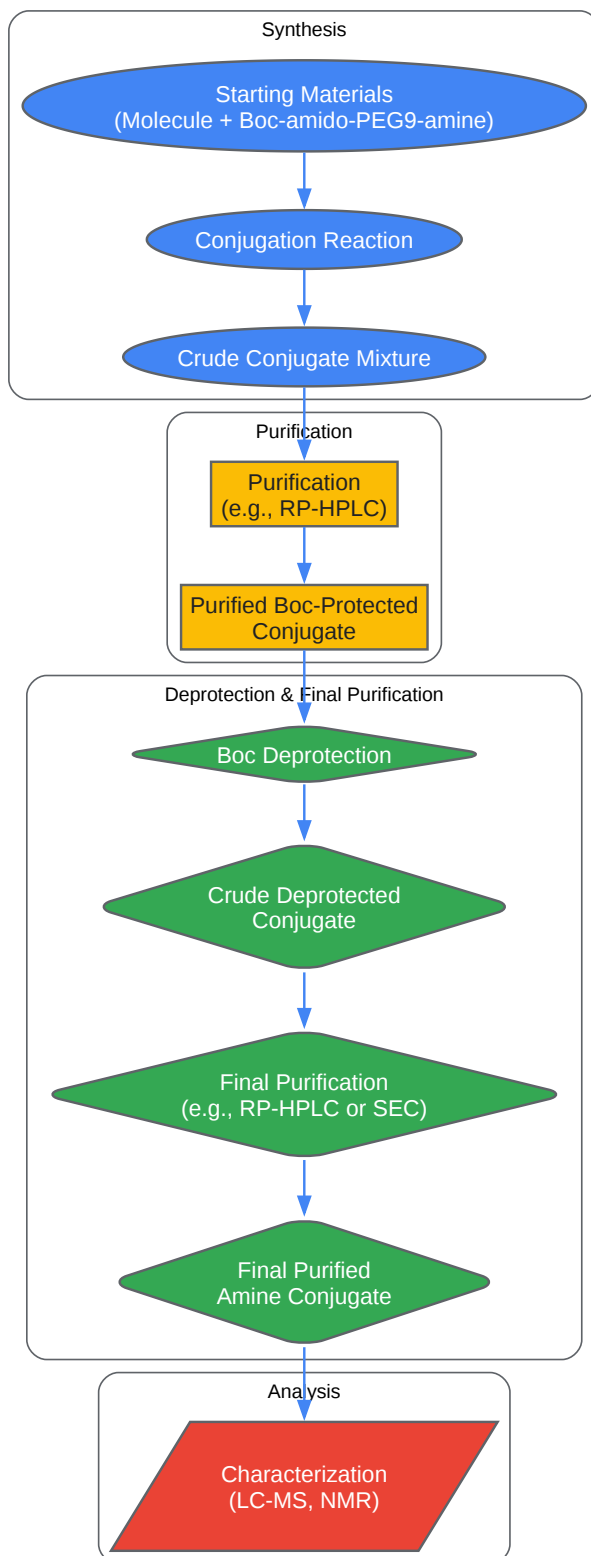 Synthesis
Starting Materials
(Molecule + Boc-amido-PEG9-amine)
Conjugation Reaction
Crude Conjugate Mixture
Purification
Purification
(e.g., RP-HPLC)
Purified Boc-Protected
Conjugate
Deprotection & Final Purification
Boc Deprotection
Crude Deprotected
Conjugate
Final Purification
(e.g., RP-HPLC or SEC)
Final Purified
Amine Conjugate
Analysis
Characterization
(LC-MS, NMR)